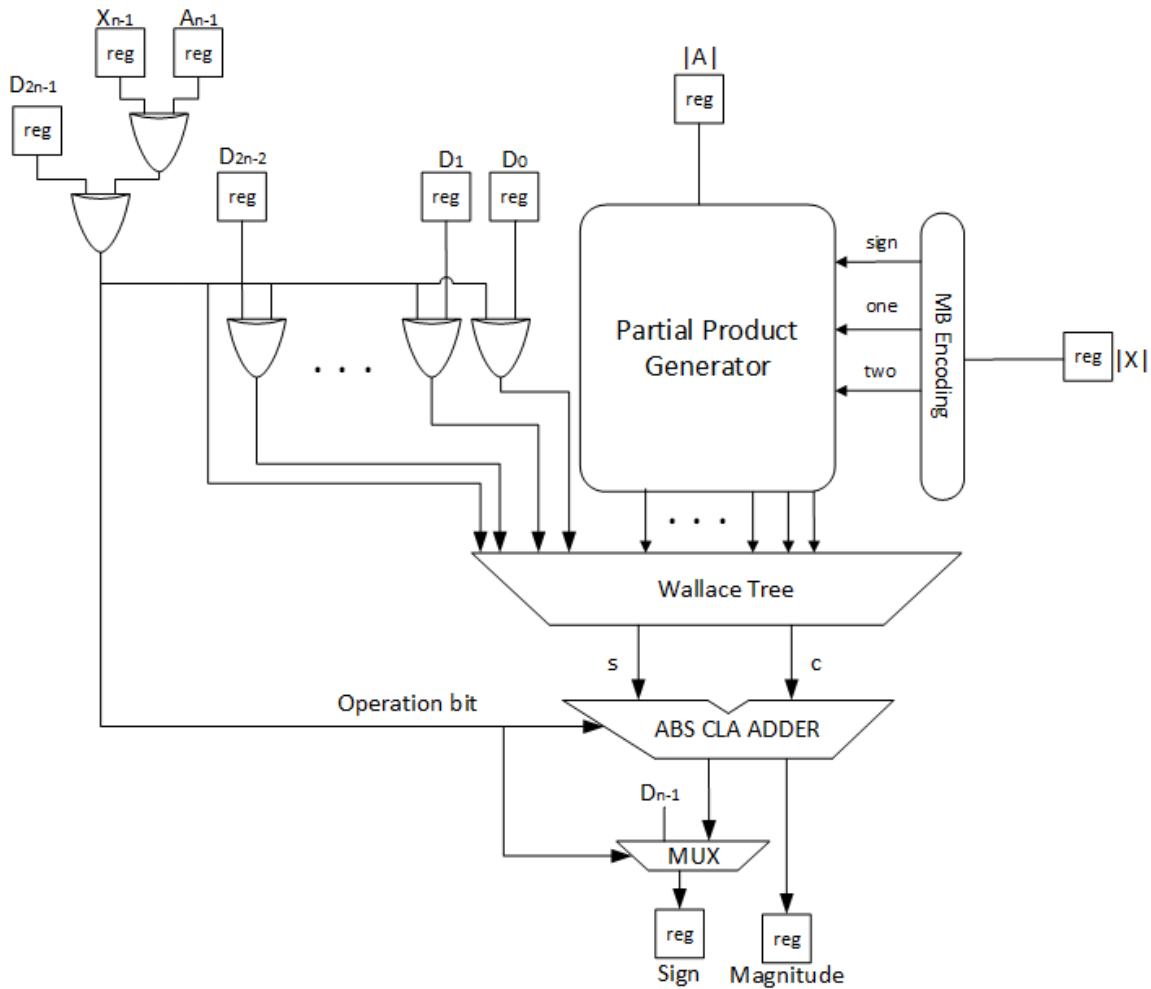 Xn-1
An-1
D2n-1
reg
reg
reg
|A|
reg
D2n-2
D1
D0
reg
reg
reg
sign
one
two
Partial Product
Generator
MB Encoding
reg
|X|
. . .
. . .
Wallace Tree
s
c
Operation bit
ABS CLA ADDER
Dn-1
MUX
reg
reg
Sign
Magnitude